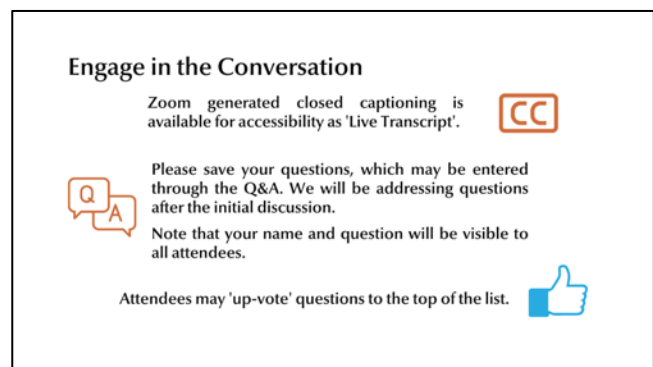 Engage in the Conversation
Zoom generated closed captioning is
available for accessibility as 'Live Transcript'.
CC
Please save your questions, which may be entered
through the Q&A. We will be addressing questions
after the initial discussion.
Q
A
Note that your name and question will be visible to
all attendees.
Attendees may 'up-vote' questions to the top of the list.